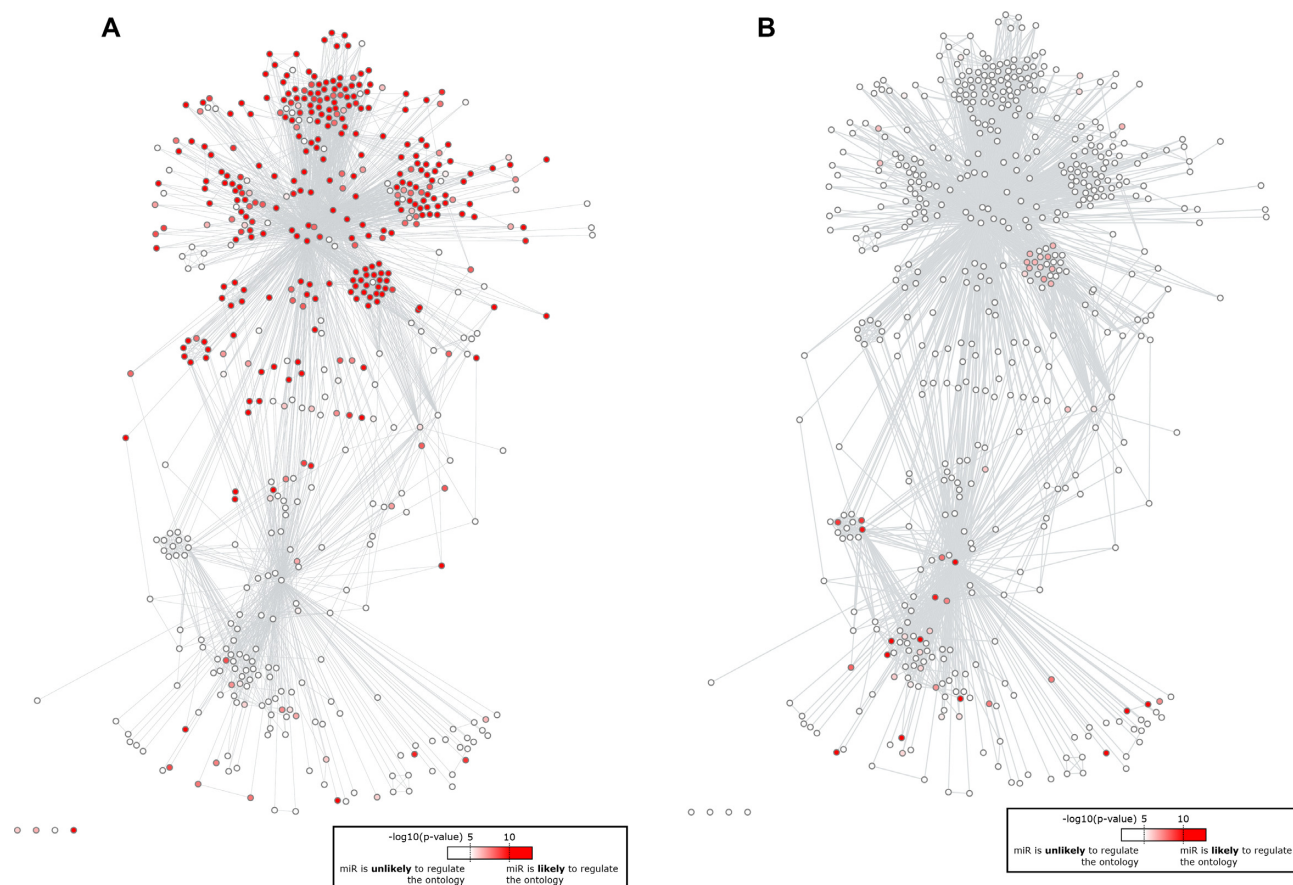 A
B
-log10(p-value) 5 10
miR is unlikely to regulate the ontology
miR is likely to regulate the ontology
-log10(p-value) 5 10
miR is unlikely to regulate the ontology
miR is likely to regulate the ontology